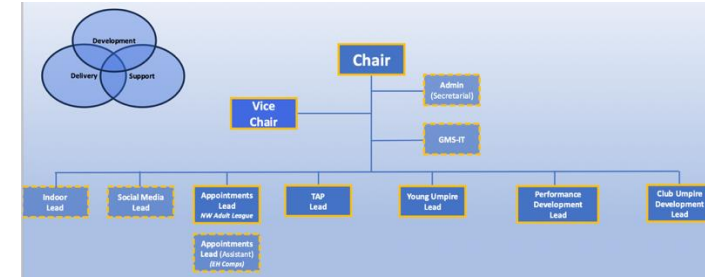 Development
Delivery
Support
Chair
Admin
(Secretarial)
Vice
Chair
GMS-IT
Indoor
Lead
Social Media
Lead
Appointments
Lead
NW Adult League
TAP
Lead
Young Umpire
Lead
Performance
Development
Lead
Club Umpire
Development
Lead
Appointments
Lead (Assistant)
(EH Comps)